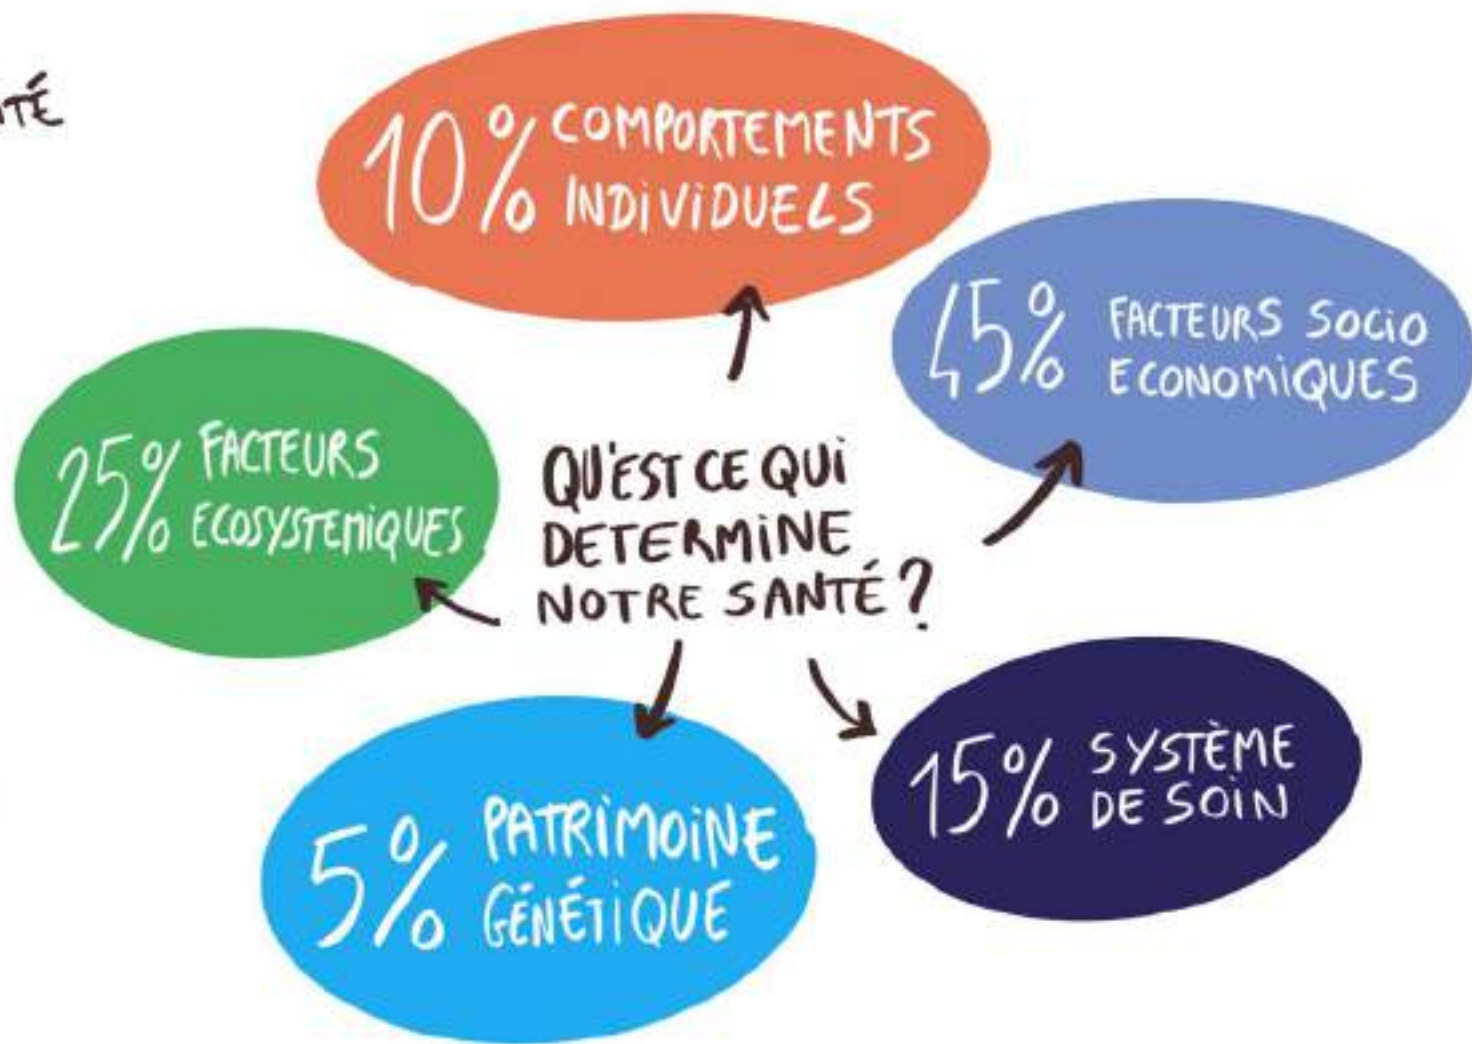 10% COMPORTEMENTS
INDIVIDUELS
45% FACTEURS SOCIO
ECONOMIQUES
25% FACTEURS
ECOSYSTEMIQUES
QU'EST CE QUI
DETERMINE
NOTRE SANTÉ ?
5% PATRIMOINE
GÉNÉTIQUE
15% SYSTÈME
DE SOIN